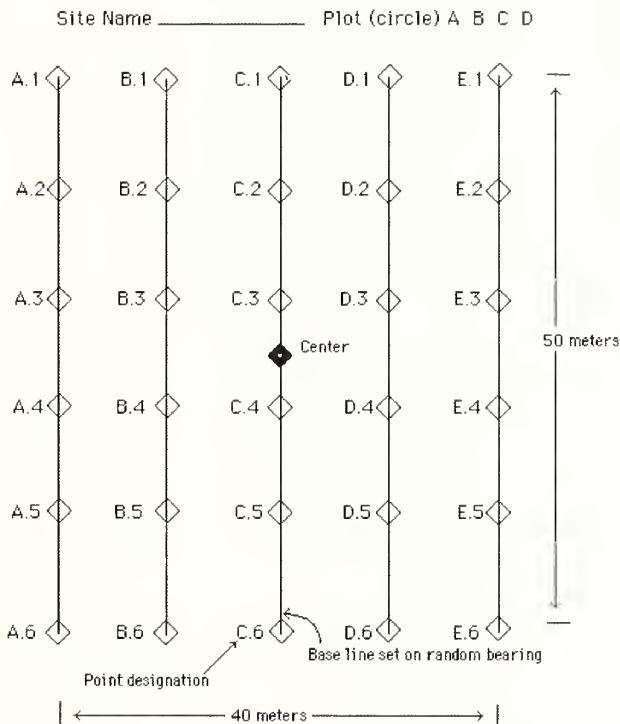 Site Name ____________ Plot (circle) A B C D
A.1 B.1 C.1 D.1 E.1
A.2 B.2 C.2 D.2 E.2
A.3 B.3 C.3 D.3 E.3
50 meters
Center
A.4 B.4 C.4 D.4 E.4
A.5 B.5 C.5 D.5 E.5
A.6 B.6 C.6 D.6 E.6
Base line set on random bearing
Point designation
40 meters